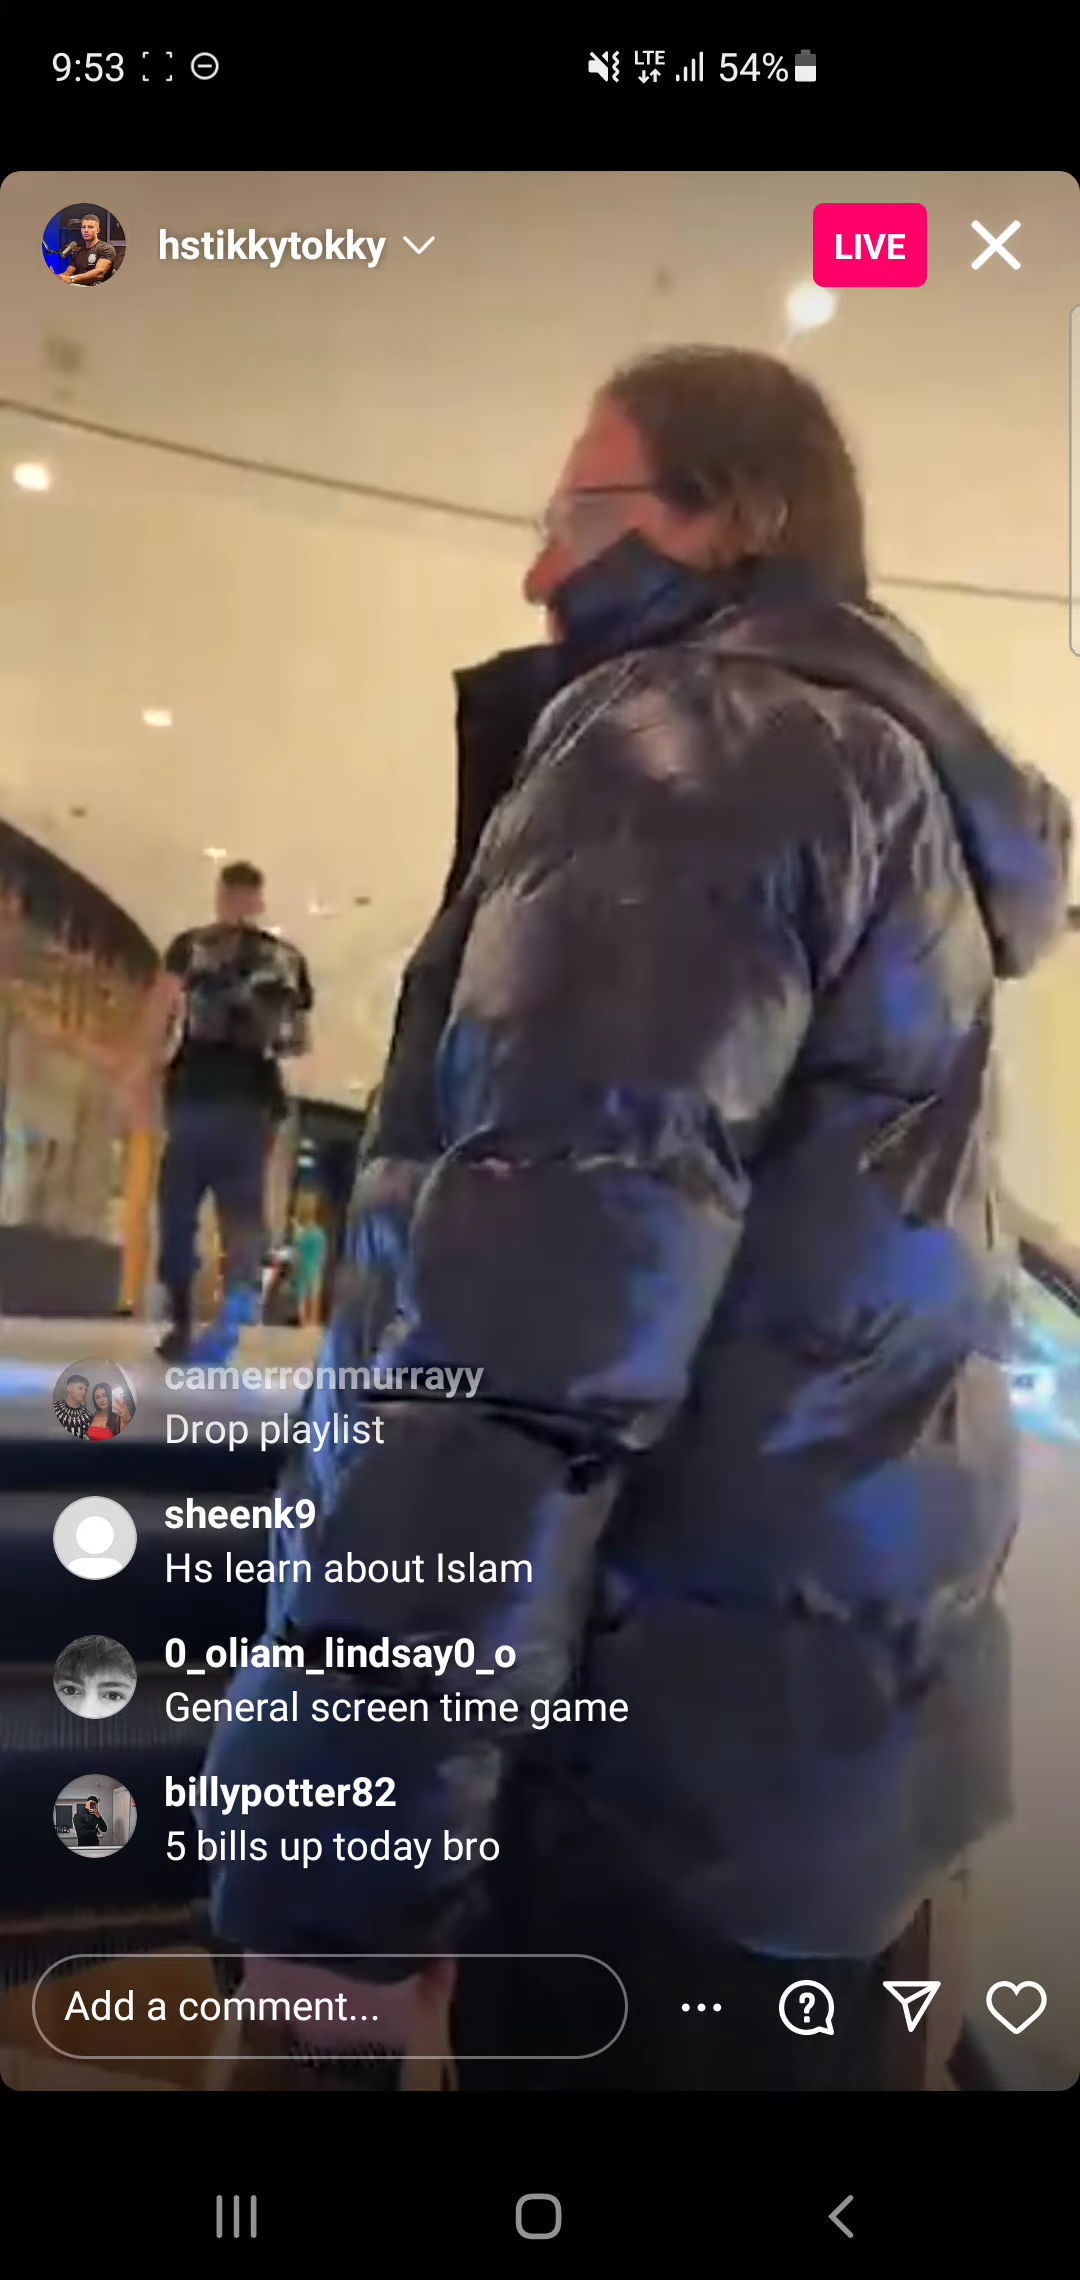 9:53 LTE 54%
hstikkytokky LIVE
camerronmurrayy
Drop playlist
sheenk9
Hs learn about Islam
0_oliam_lindsay0_o
General screen time game
billypotter82
5 bills up today bro
Add a comment...